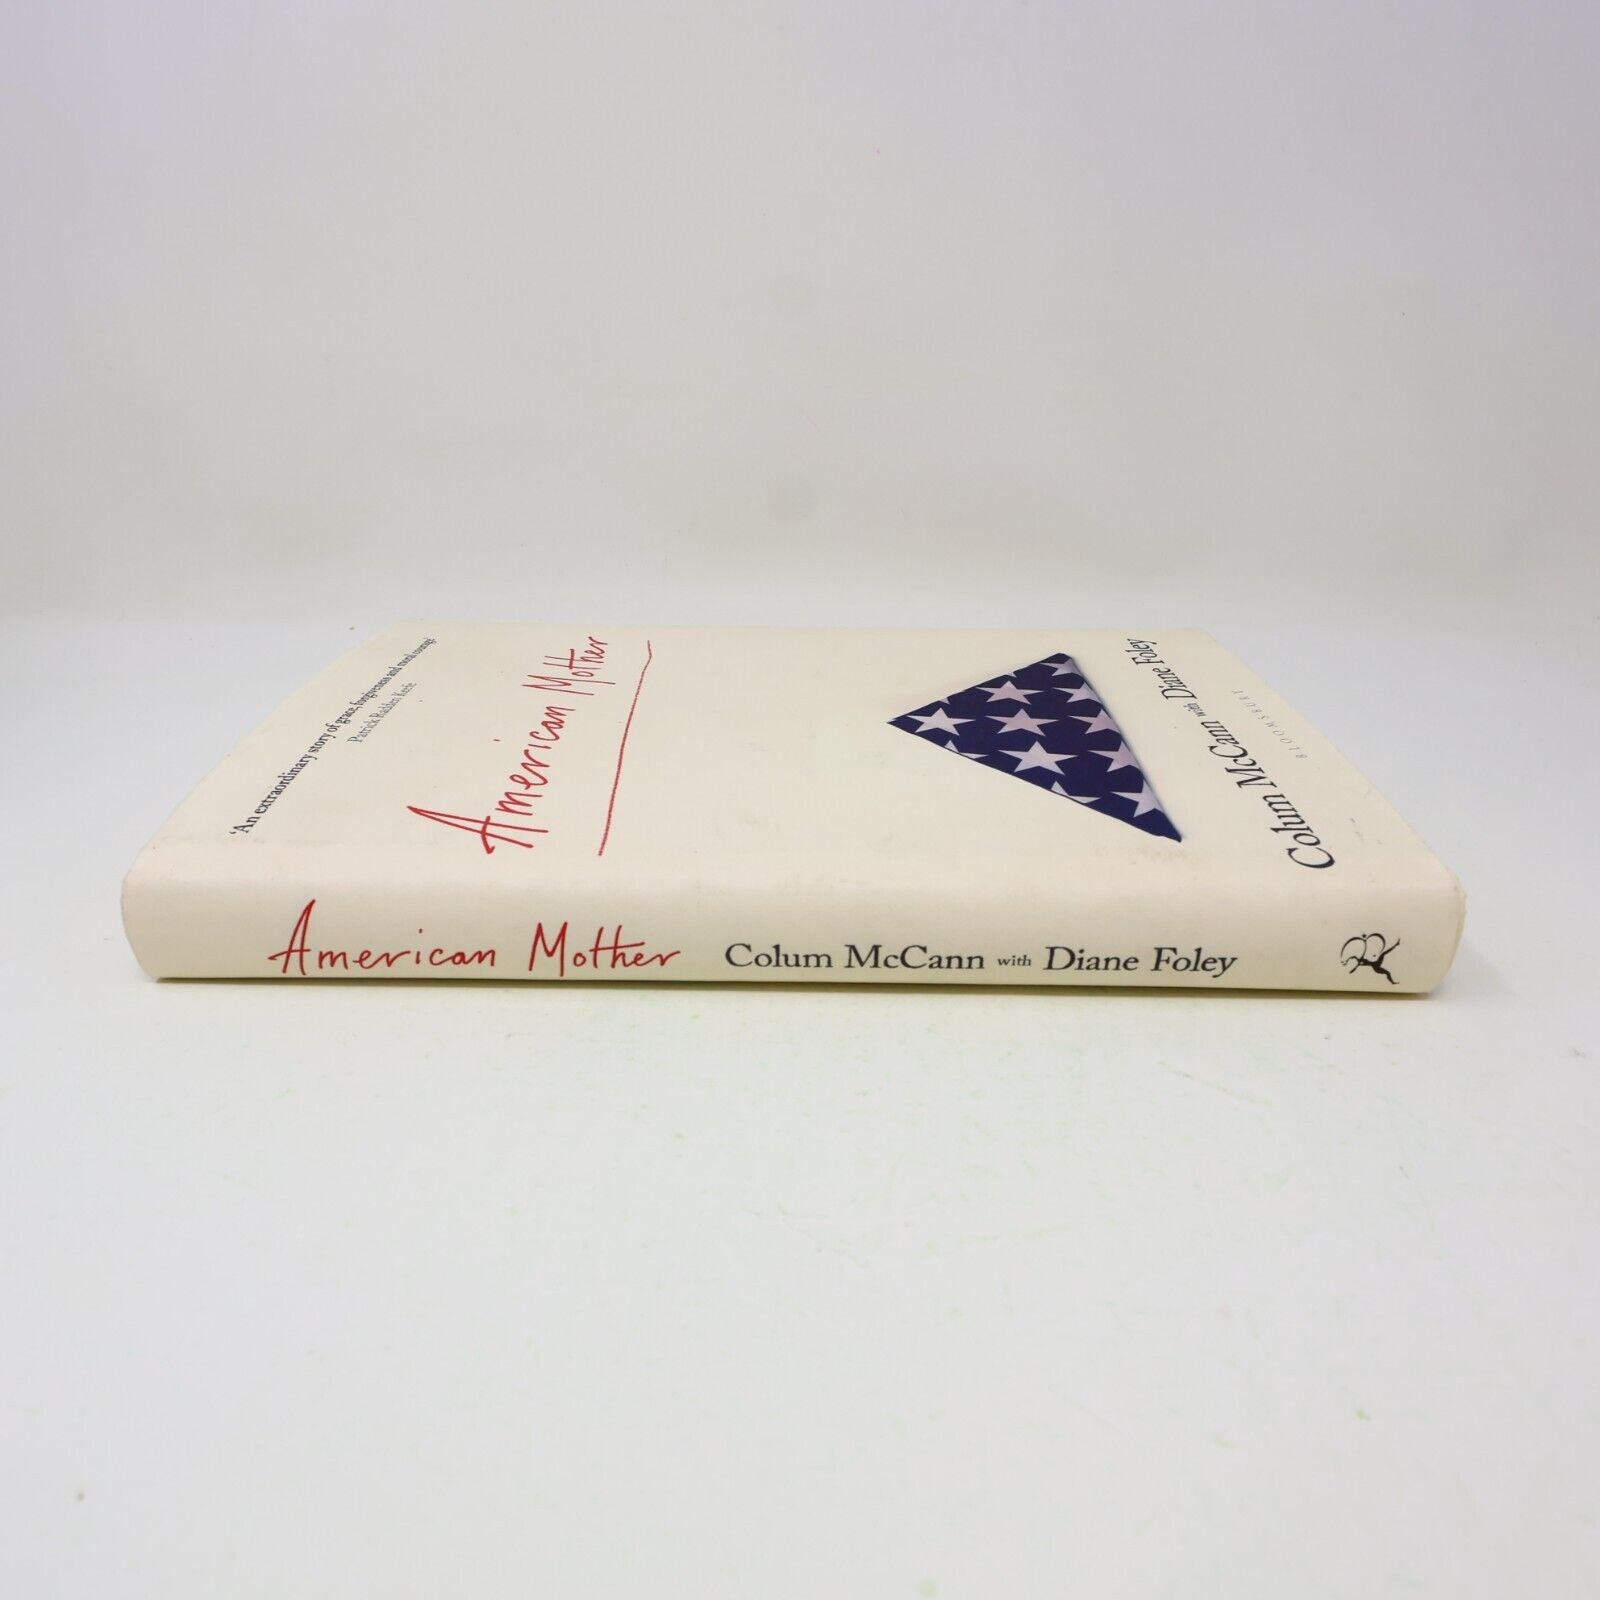 'An extraordinary story of grace, forgiveness and moral courage'
Patrick Radden Keefe
American Mother
Colum McCann with Diane Foley
BLOOMSBURY
American Mother Colum McCann with Diane Foley